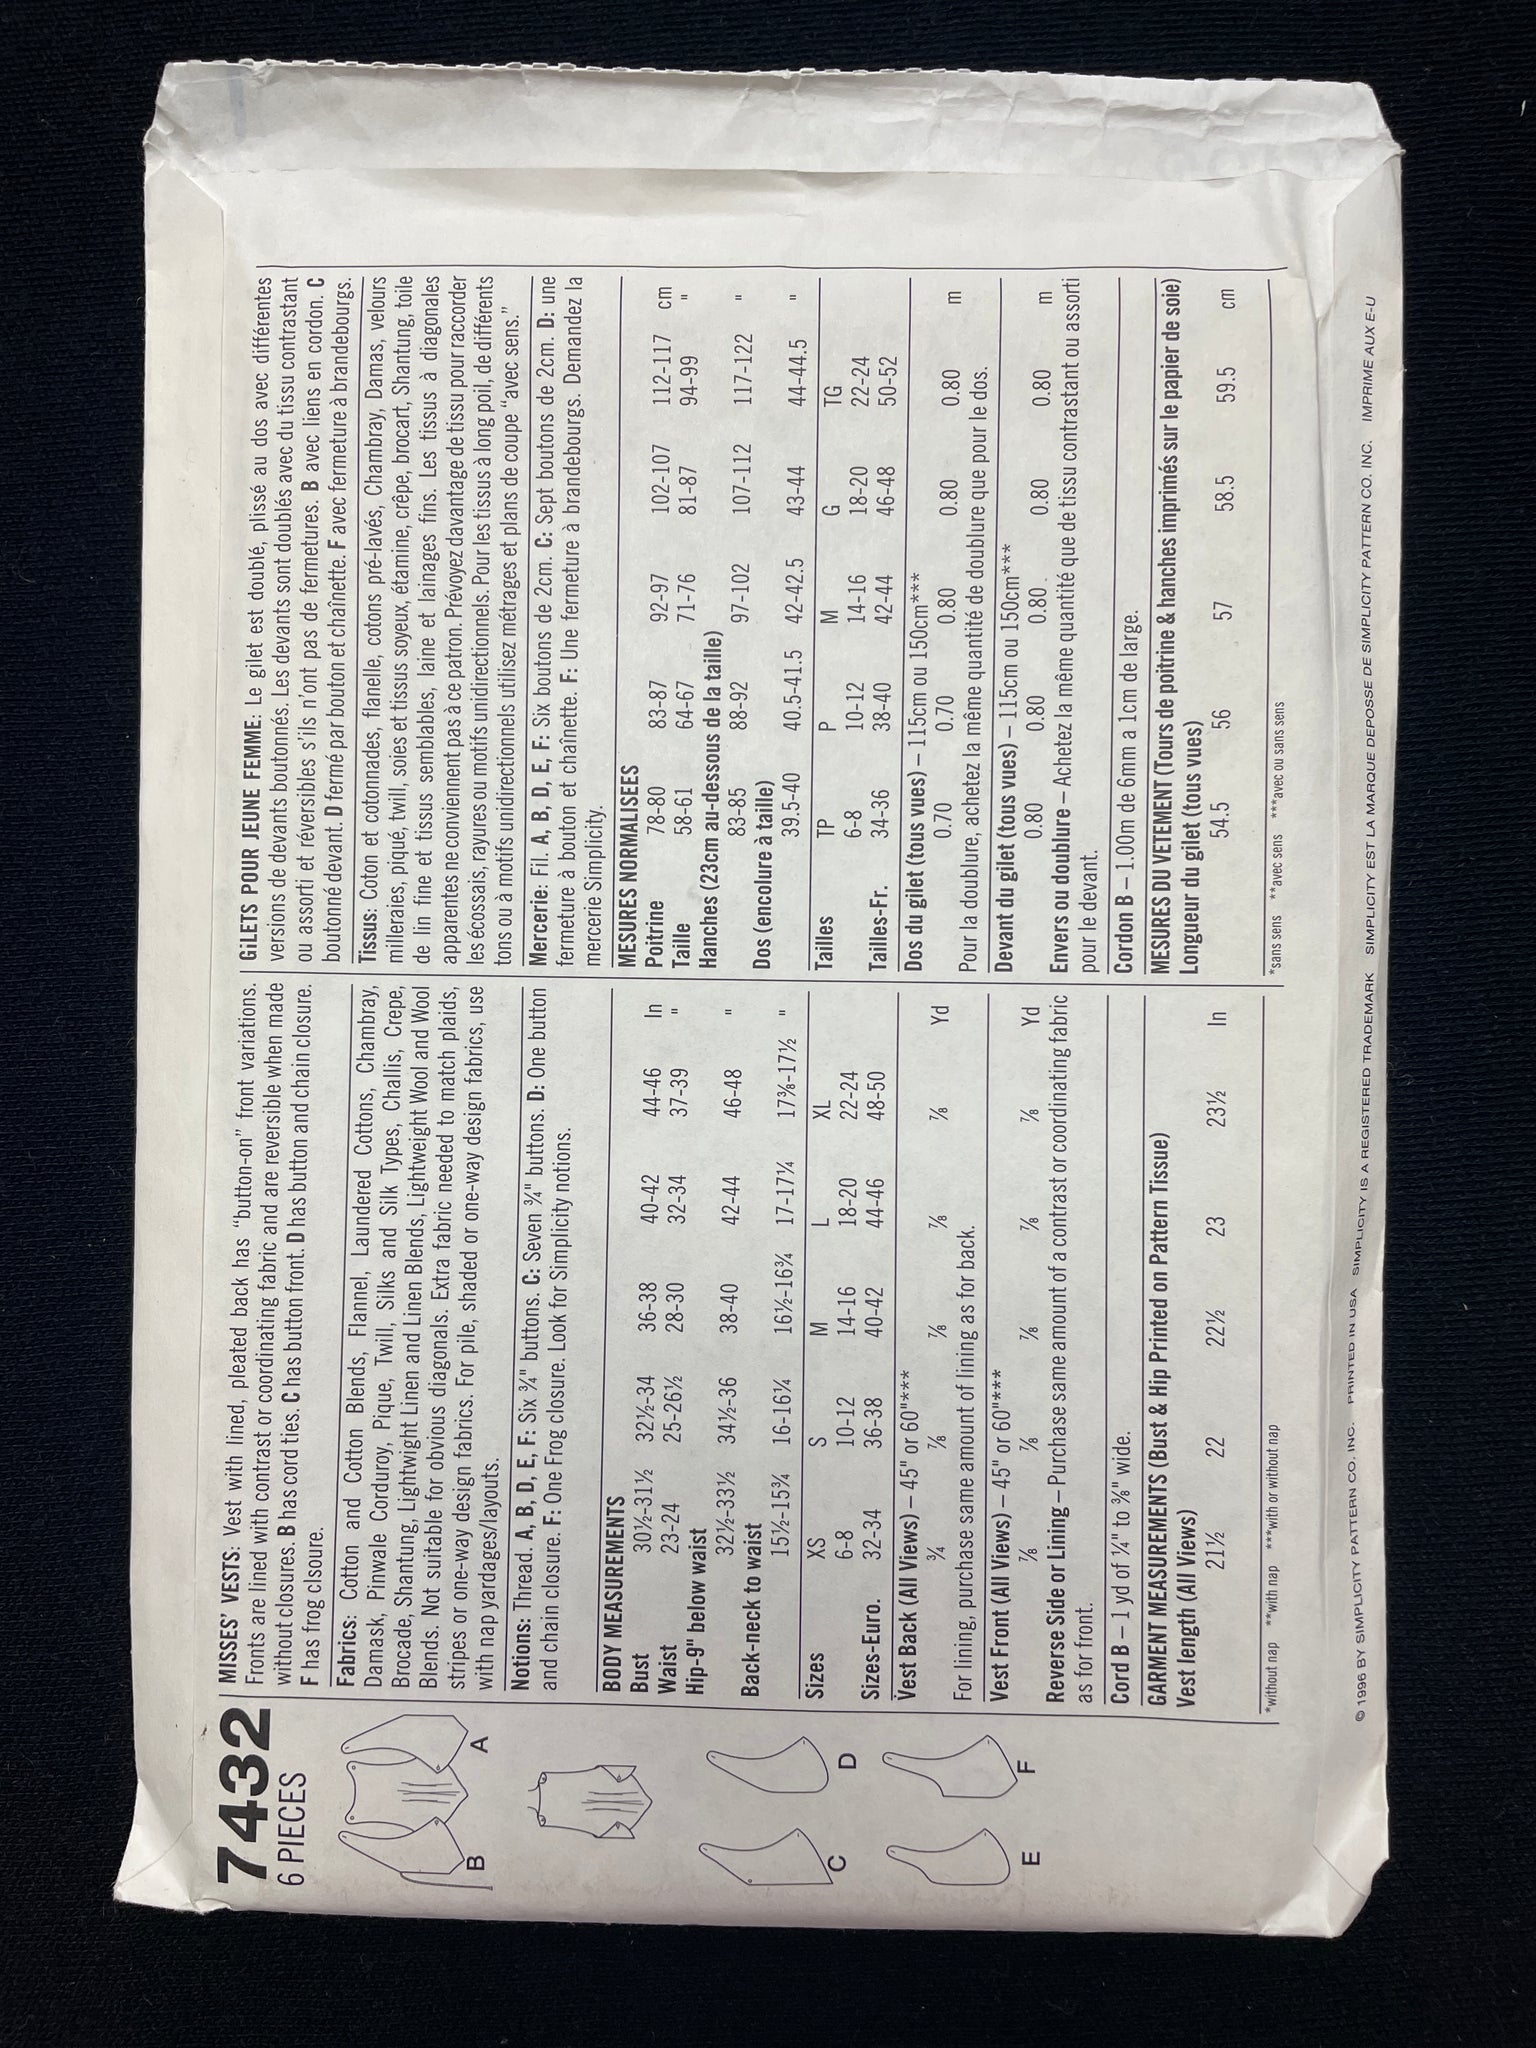 7432
6 PIECES
B
A
C
D
E
F
MISSES' VESTS: Vest with lined, pleated back has "button-on" front variations.
Fronts are lined with contrast or coordinating fabric and are reversible when made
without closures. B has cord ties. C has button front. D has button and chain closure.
F has frog closure.
Fabrics: Cotton and Cotton Blends, Flannel, Laundered Cottons, Chambray,
Damask, Pinwale Corduroy, Pique, Twill, Silks and Silk Types, Challis, Crepe,
Brocade, Shantung, Lightwight Linen and Linen Blends, Lightweight Wool and Wool
Blends. Not suitable for obvious diagonals. Extra fabric needed to match plaids,
stripes or one-way design fabrics. For pile, shaded or one-way design fabrics, use
with nap yardages/layouts.
Notions: Thread. A, B, D, E, F: Six ¾" buttons. C: Seven ¾" buttons. D: One button
and chain closure. F: One Frog closure. Look for Simplicity notions.
BODY MEASUREMENTS
Bust 30½-31½ 32½-34 36-38 40-42 44-46 In
Waist 23-24 25-26½ 28-30 32-34 37-39 "
Hip-9" below waist
32½-33½ 34½-36 38-40 42-44 46-48 "
Back-neck to waist
15½-15¾ 16-16¼ 16½-16¾ 17-17¼ 17⅜-17½ "
Sizes XS S M L XL
6-8 10-12 14-16 18-20 22-24
Sizes-Euro. 32-34 36-38 40-42 44-46 48-50
Vest Back (All Views) – 45" or 60"***
¾ ⅞ ⅞ ⅞ ⅞ Yd
For lining, purchase same amount of lining as for back.
Vest Front (All Views) – 45" or 60"***
⅞ ⅞ ⅞ ⅞ ⅞ Yd
Reverse Side or Lining – Purchase same amount of a contrast or coordinating fabric
as for front.
Cord B – 1 yd of ¼" to ⅜" wide.
GARMENT MEASUREMENTS (Bust & Hip Printed on Pattern Tissue)
Vest length (All Views)
21½ 22 22½ 23 23½ In
*without nap **with nap ***with or without nap
GiLETS POUR JEUNE FEMME: Le gilet est doublé, plissé au dos avec différentes
versions de devants boutonnés. Les devants sont doublés avec du tissu contrastant
ou assorti et réversibles s'ils n'ont pas de fermetures. B avec liens en cordon. C
boutonné devant. D fermé par bouton et chaînette. F avec fermeture à brandebourgs.
Tissus: Coton et cotonnades, flanelle, cotons pré-lavés, Chambray, Damas, velours
milleraies, piqué, twill, soies et tissus soyeux, étamine, crêpe, brocart, Shantung, toile
de lin fine et tissus semblables, laine et lainages fins. Les tissus à diagonales
apparentes ne conviennent pas à ce patron. Prévoyez davantage de tissu pour raccorder
les écossais, rayures ou motifs unidirectionnels. Pour les tissus à long poil, de différents
tons ou à motifs unidirectionnels utilisez métrages et plans de coupe "avec sens."
Mercerie: Fil. A, B, D, E, F: Six boutons de 2cm. C: Sept boutons de 2cm. D: une
fermeture à bouton et chaînette. F: Une fermeture à brandebourgs. Demandez la
mercerie Simplicity.
MESURES NORMALISEES
Poitrine 78-80 83-87 92-97 102-107 112-117 cm
Taille 58-61 64-67 71-76 81-87 94-99 "
Hanches (23cm au-dessous de la taille)
83-85 88-92 97-102 107-112 117-122 "
Dos (encolure à taille)
39.5-40 40.5-41.5 42-42.5 43-44 44-44.5 "
Tailles TP P M G TG
6-8 10-12 14-16 18-20 22-24
Tailles-Fr. 34-36 38-40 42-44 46-48 50-52
Dos du gilet (tous vues) – 115cm ou 150cm***
0.70 0.70 0.80 0.80 0.80 m
Pour la doublure, achetez la même quantité de doublure que pour le dos.
Devant du gilet (tous vues) – 115cm ou 150cm***
0.80 0.80 0.80 0.80 0.80 m
Envers ou doublure – Achetez la même quantité que de tissu contrastant ou assorti
pour le devant.
Cordon B – 1.00m de 6mm a 1cm de large.
MESURES DU VETEMENT (Tours de poitrine & hanches imprimés sur le papier de soie)
Longueur du gilet (tous vues)
54.5 56 57 58.5 59.5 cm
*sans sens **avec sens ***avec ou sans sens
© 1996 BY SIMPLICITY PATTERN CO. INC. PRINTED IN USA SIMPLICITY IS A REGISTERED TRADEMARK SIMPLICITY EST LA MARQUE DEPOSSE DE SIMPLICITY PATTERN CO. INC. IMPRIME AUX E-U